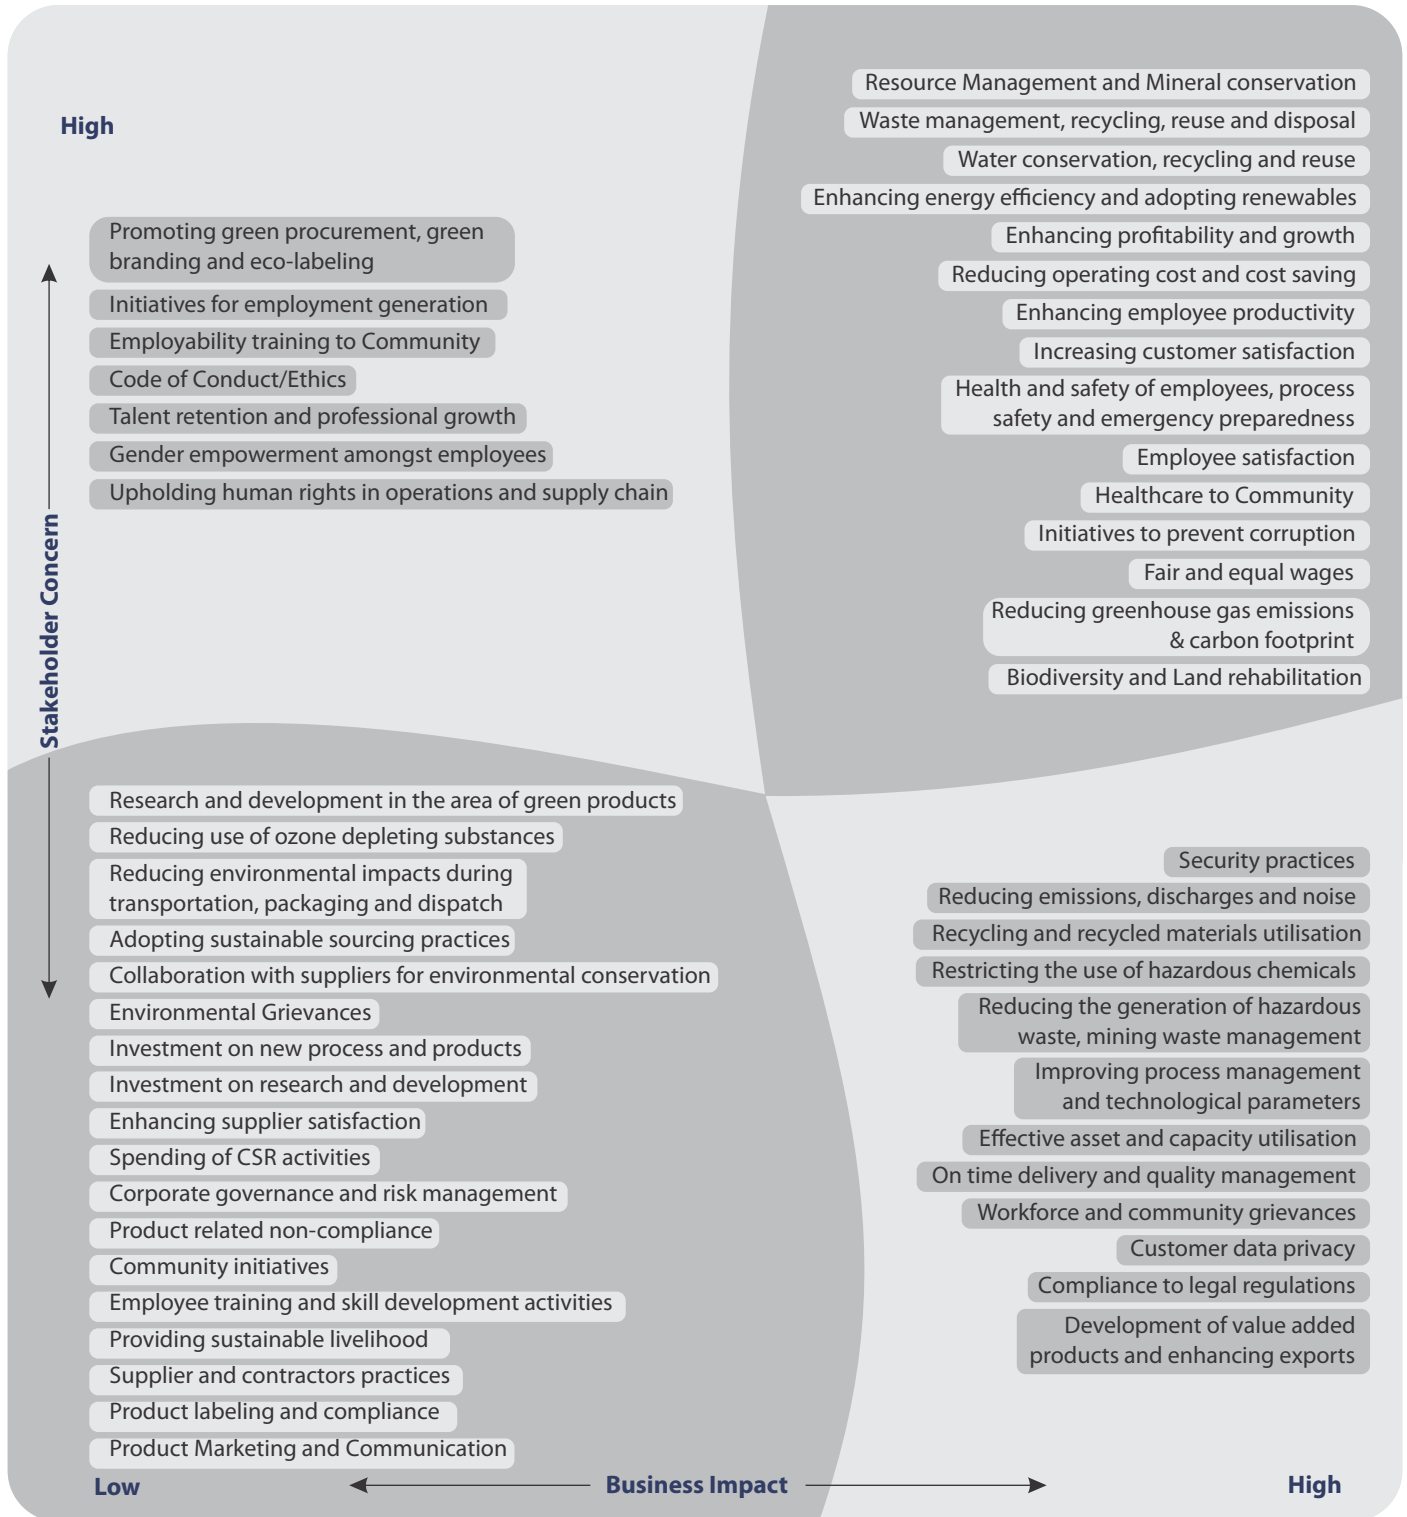 High
Stakeholder Concern
Promoting green procurement, green
branding and eco-labeling
Initiatives for employment generation
Employability training to Community
Code of Conduct/Ethics
Talent retention and professional growth
Gender empowerment amongst employees
Upholding human rights in operations and supply chain
Resource Management and Mineral conservation
Waste management, recycling, reuse and disposal
Water conservation, recycling and reuse
Enhancing energy efficiency and adopting renewables
Enhancing profitability and growth
Reducing operating cost and cost saving
Enhancing employee productivity
Increasing customer satisfaction
Health and safety of employees, process
safety and emergency preparedness
Employee satisfaction
Healthcare to Community
Initiatives to prevent corruption
Fair and equal wages
Reducing greenhouse gas emissions
& carbon footprint
Biodiversity and Land rehabilitation
Research and development in the area of green products
Reducing use of ozone depleting substances
Reducing environmental impacts during
transportation, packaging and dispatch
Adopting sustainable sourcing practices
Collaboration with suppliers for environmental conservation
Environmental Grievances
Investment on new process and products
Investment on research and development
Enhancing supplier satisfaction
Spending of CSR activities
Corporate governance and risk management
Product related non-compliance
Community initiatives
Employee training and skill development activities
Providing sustainable livelihood
Supplier and contractors practices
Product labeling and compliance
Product Marketing and Communication
Security practices
Reducing emissions, discharges and noise
Recycling and recycled materials utilisation
Restricting the use of hazardous chemicals
Reducing the generation of hazardous
waste, mining waste management
Improving process management
and technological parameters
Effective asset and capacity utilisation
On time delivery and quality management
Workforce and community grievances
Customer data privacy
Compliance to legal regulations
Development of value added
products and enhancing exports
Low
Business Impact
High